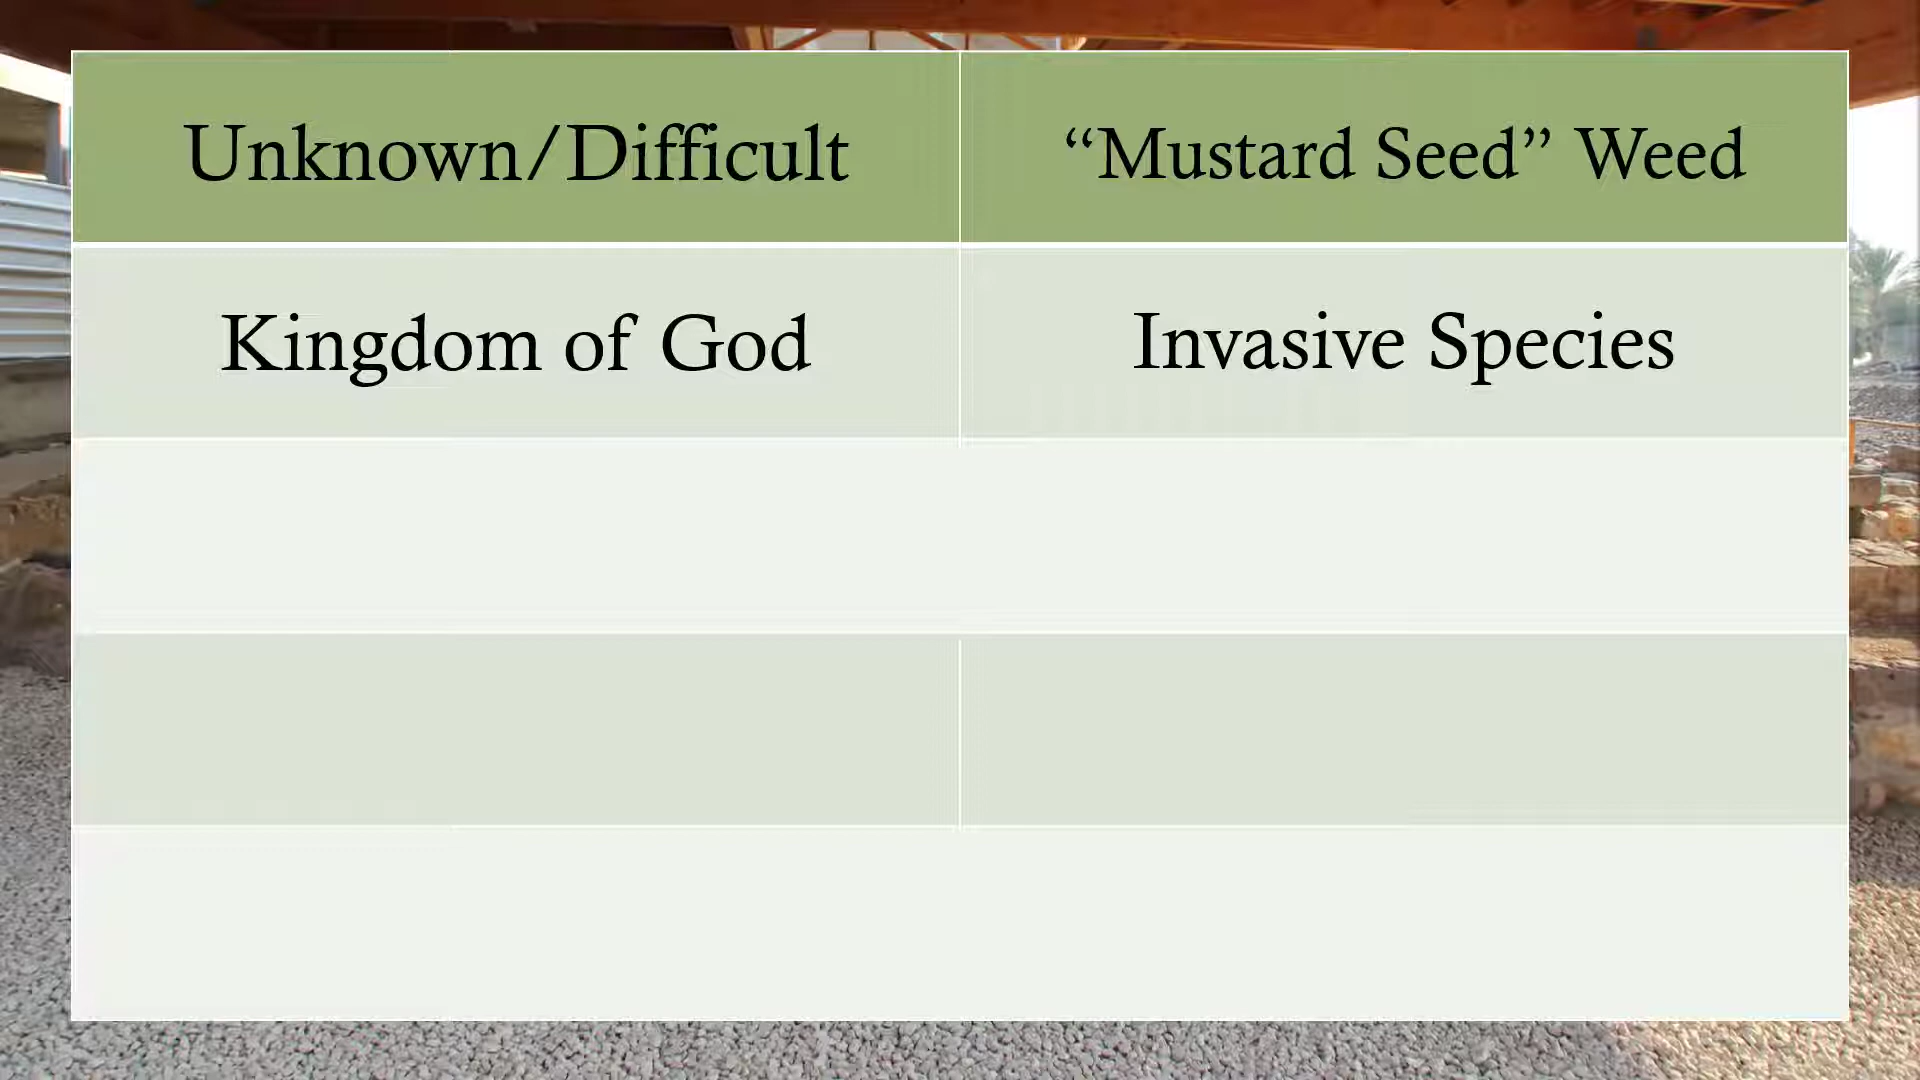 Unknown/Difficult
“Mustard Seed” Weed
Kingdom of God
Invasive Species